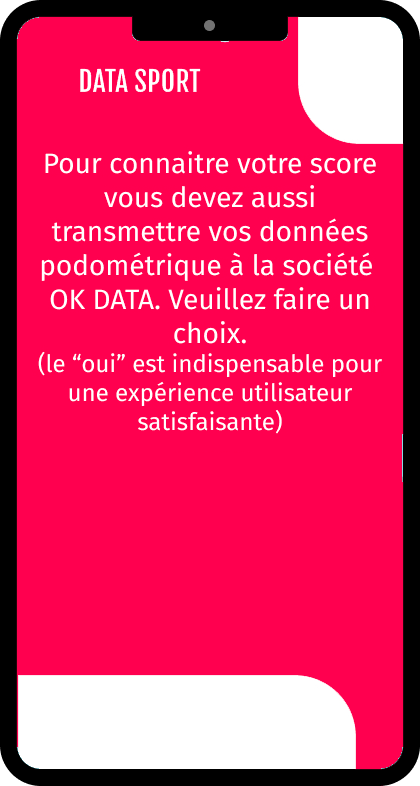 DATA SPORT
Pour connaitre votre score
vous devez aussi
transmettre vos données
podométrique à la société
OK DATA. Veuillez faire un
choix.
(le “oui” est indispensable pour
une expérience utilisateur
satisfaisante)